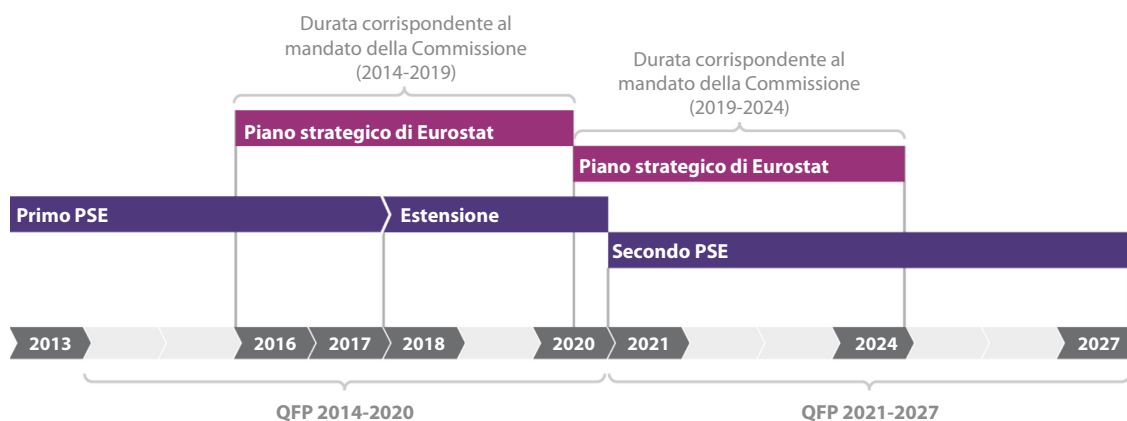 Durata corrispondente al
mandato della Commissione
(2014-2019)
Durata corrispondente al
mandato della Commissione
(2019-2024)
Piano strategico di Eurostat
Piano strategico di Eurostat
Primo PSE
Estensione
Secondo PSE
2013 2016 2017 2018 2020 2021 2024 2027
QFP 2014-2020
QFP 2021-2027